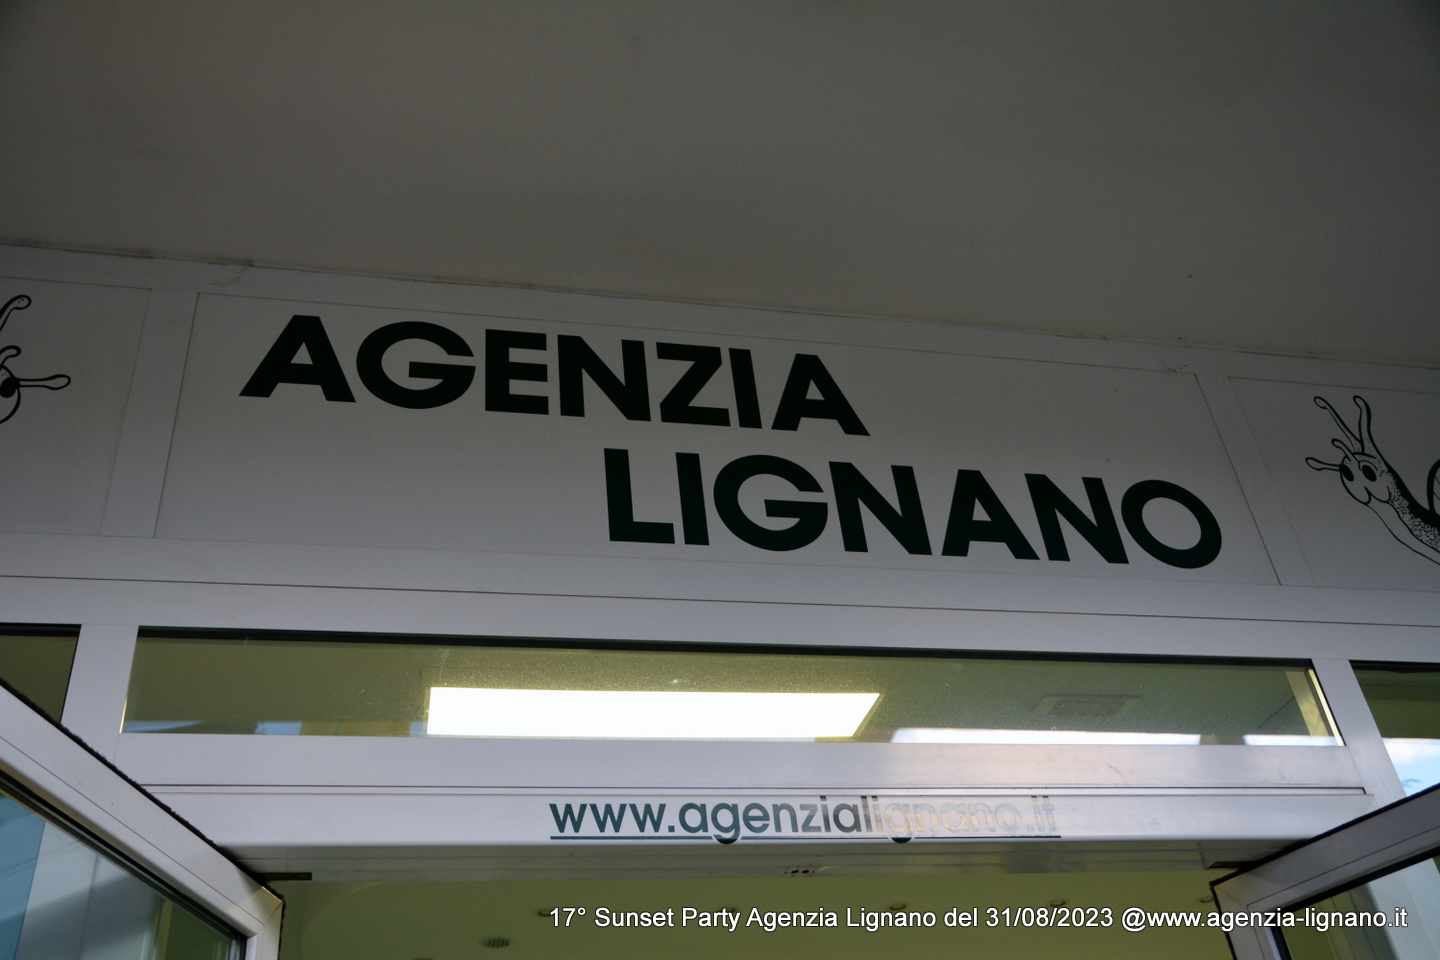 AGENZIA
LIGNANO
www.agenzialignano.it
17° Sunset Party Agenzia Lignano del 31/08/2023 @www.agenzia-lignano.it